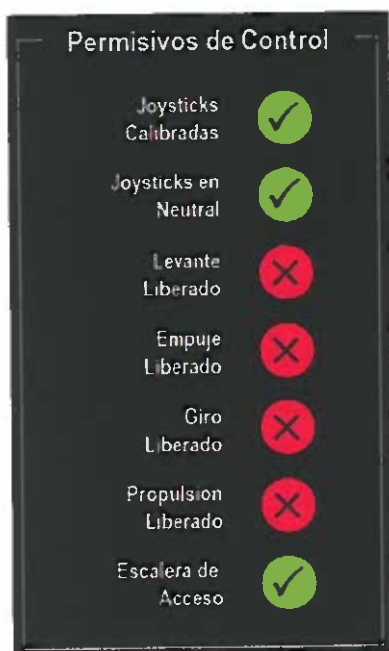 Permisivos de Control
Joysticks
Calibradas
Joysticks en
Neutral
Levante
Liberado
Empuje
Liberado
Giro
Liberado
Propulsion
Liberado
Escalera de
Acceso